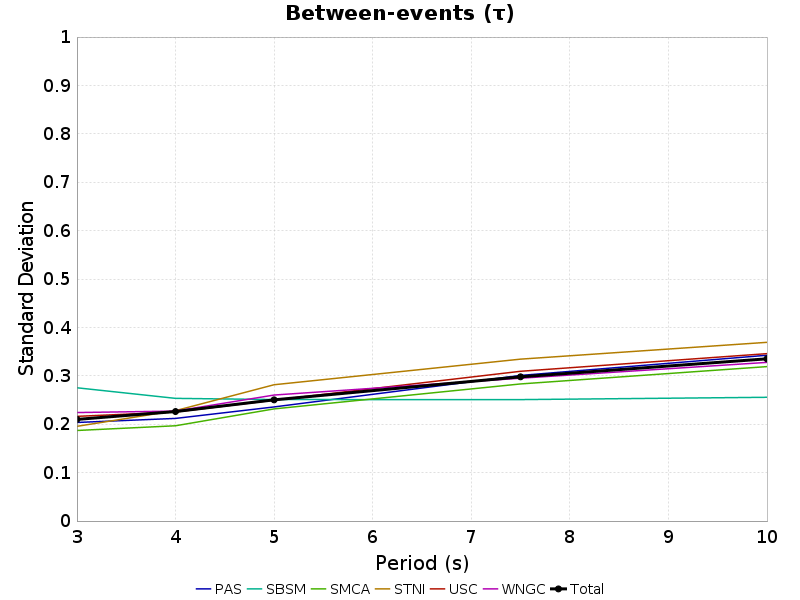 Between-events (τ)
1
0.9
0.8
0.7
0.6
0.5
0.4
0.3
0.2
0.1
0
Standard Deviation
3 4 5 6 7 8 9 10
Period (s)
PAS SBSM SMCA STNI USC WNGC Total